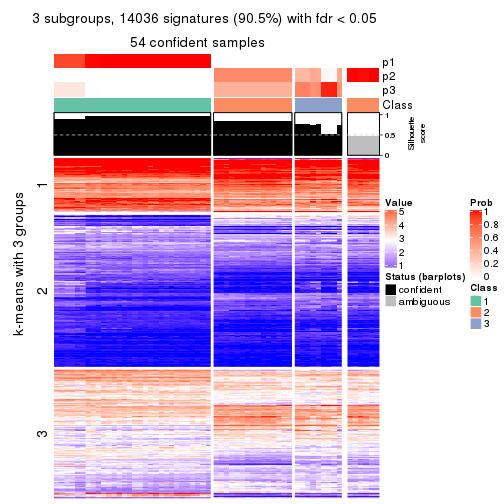 3 subgroups, 14036 signatures (90.5%) with fdr < 0.05
54 confident samples
p1
p2
p3
Class
1
0.5
0
Silhouette
score
k-means with 3 groups
1
2
3
Value
5
4
3
2
1
Status (barplots)
confident
ambiguous
Prob
1
0.8
0.6
0.4
0.2
0
Class
1
2
3